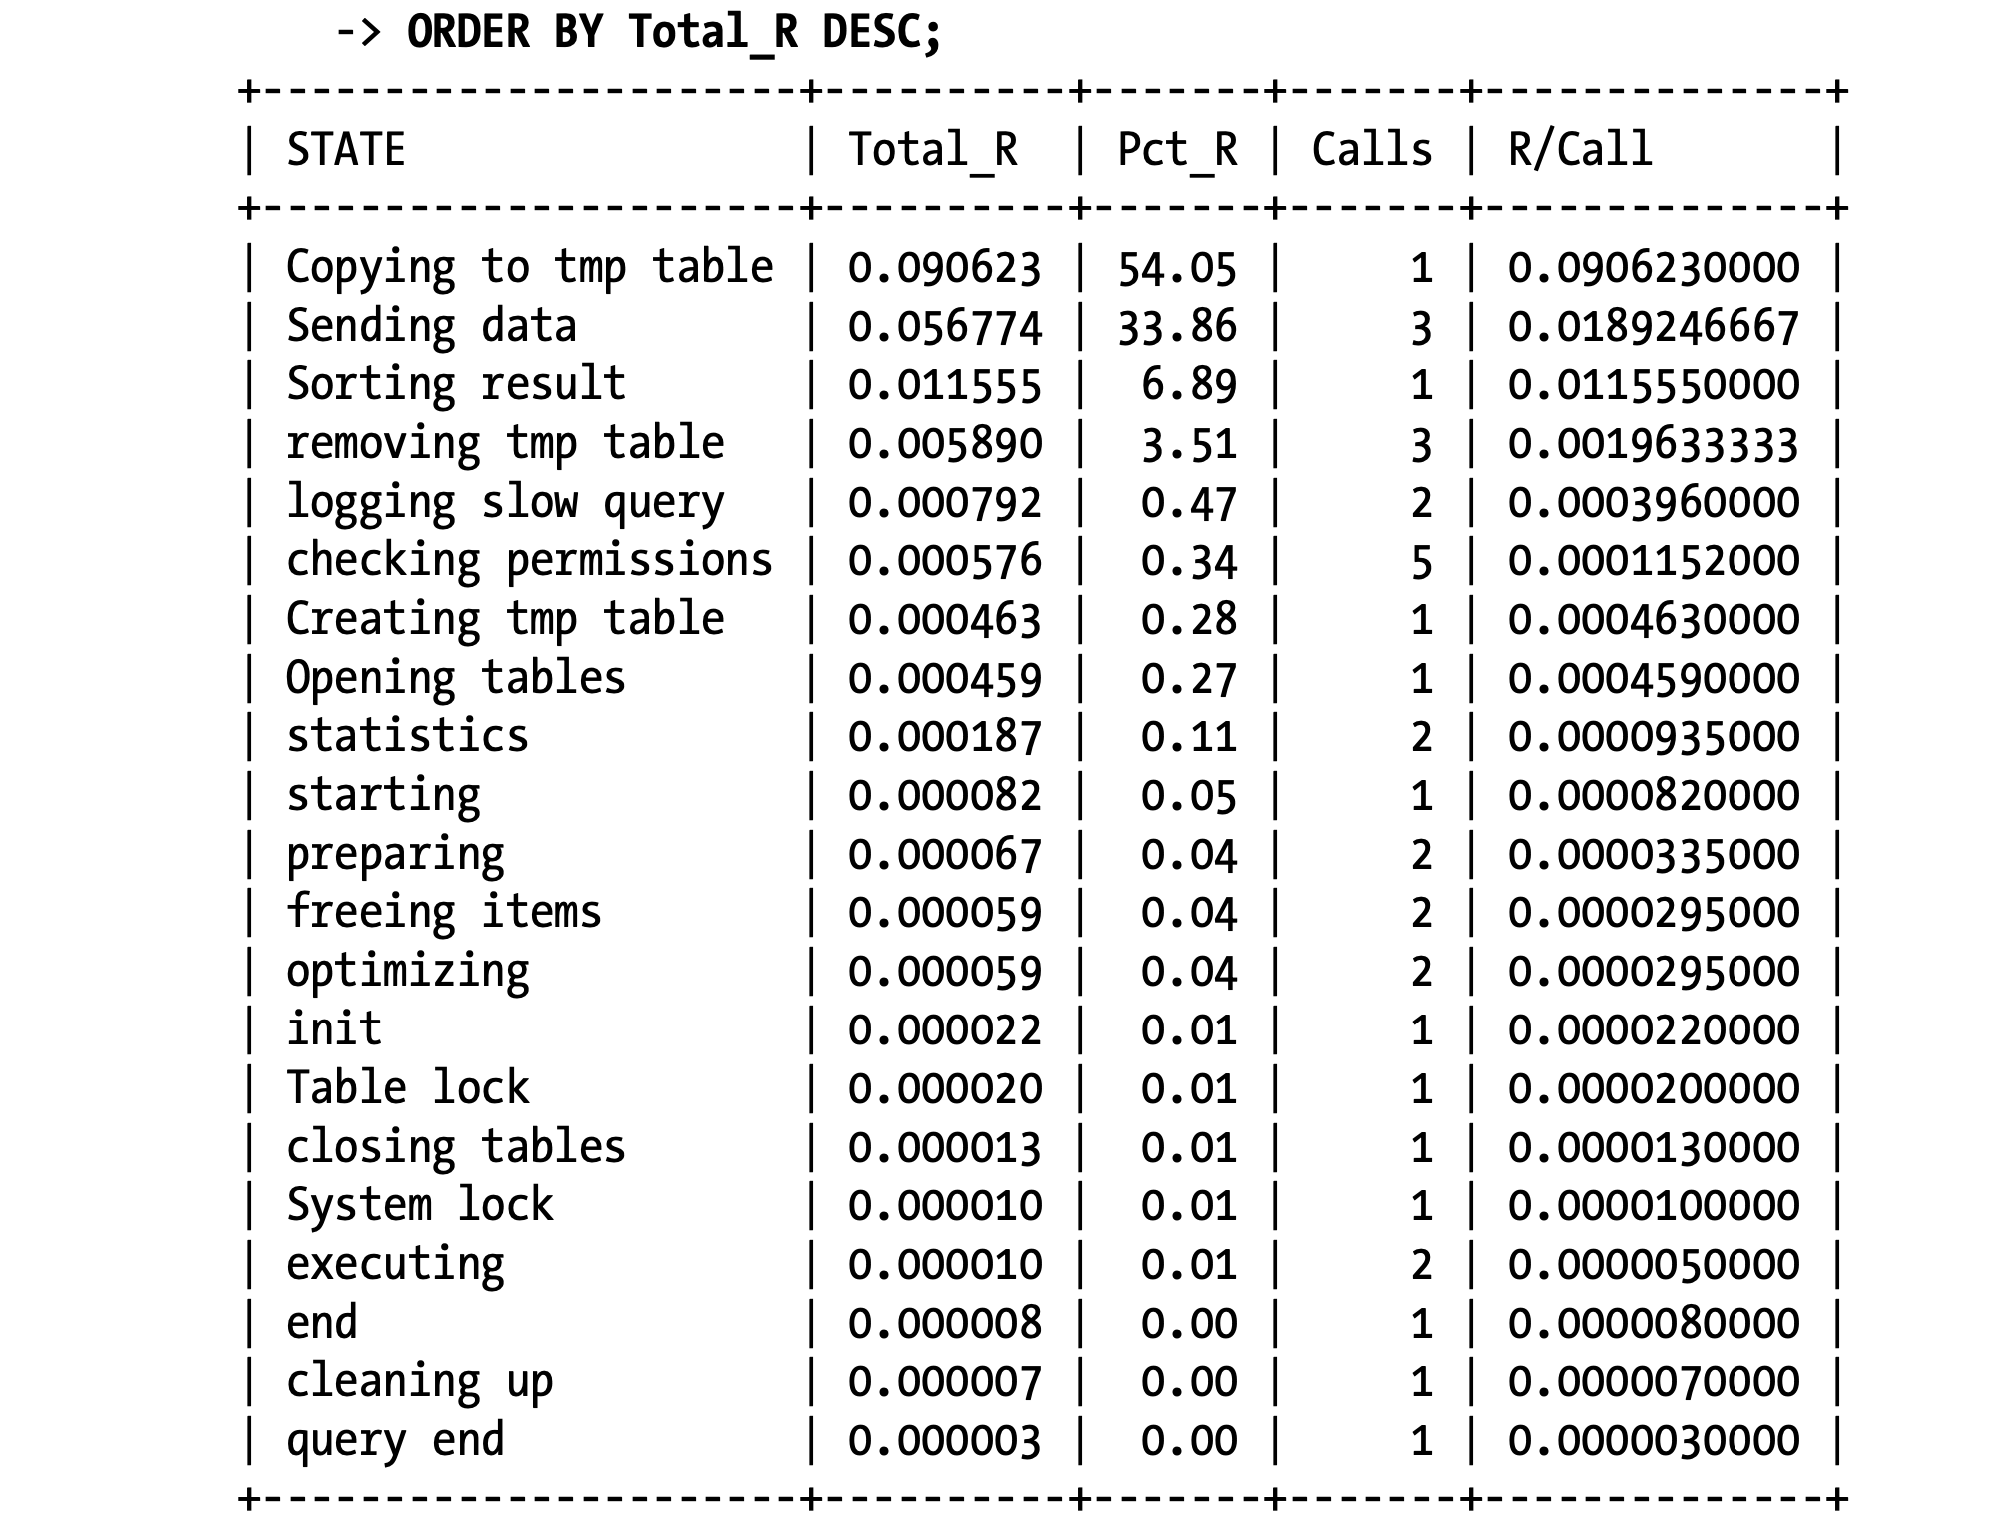 -> ORDER BY Total_R DESC;
+----------------------+----------+-------+-------+--------------+
| STATE                | Total_R  | Pct_R | Calls | R/Call       |
+----------------------+----------+-------+-------+--------------+
| Copying to tmp table | 0.090623 | 54.05 |     1 | 0.0906230000 |
| Sending data         | 0.056774 | 33.86 |     3 | 0.0189246667 |
| Sorting result       | 0.011555 |  6.89 |     1 | 0.0115550000 |
| removing tmp table   | 0.005890 |  3.51 |     3 | 0.0019633333 |
| logging slow query   | 0.000792 |  0.47 |     2 | 0.0003960000 |
| checking permissions | 0.000576 |  0.34 |     5 | 0.0001152000 |
| Creating tmp table   | 0.000463 |  0.28 |     1 | 0.0004630000 |
| Opening tables       | 0.000459 |  0.27 |     1 | 0.0004590000 |
| statistics           | 0.000187 |  0.11 |     2 | 0.0000935000 |
| starting             | 0.000082 |  0.05 |     1 | 0.0000820000 |
| preparing            | 0.000067 |  0.04 |     2 | 0.0000335000 |
| freeing items        | 0.000059 |  0.04 |     2 | 0.0000295000 |
| optimizing           | 0.000059 |  0.04 |     2 | 0.0000295000 |
| init                 | 0.000022 |  0.01 |     1 | 0.0000220000 |
| Table lock           | 0.000020 |  0.01 |     1 | 0.0000200000 |
| closing tables       | 0.000013 |  0.01 |     1 | 0.0000130000 |
| System lock          | 0.000010 |  0.01 |     1 | 0.0000100000 |
| executing            | 0.000010 |  0.01 |     2 | 0.0000050000 |
| end                  | 0.000008 |  0.00 |     1 | 0.0000080000 |
| cleaning up          | 0.000007 |  0.00 |     1 | 0.0000070000 |
| query end            | 0.000003 |  0.00 |     1 | 0.0000030000 |
+----------------------+----------+-------+-------+--------------+